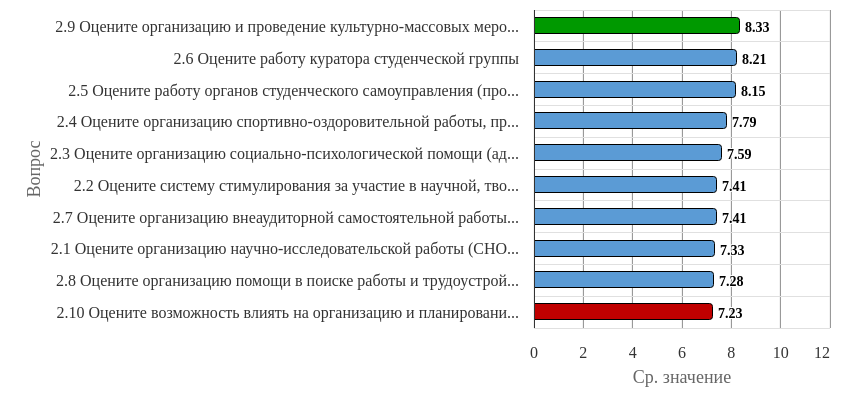 2.9 Оцените организацию и проведение культурно-массовых меро... 8.33
2.6 Оцените работу куратора студенческой группы 8.21
2.5 Оцените работу органов студенческого самоуправления (про... 8.15
2.4 Оцените организацию спортивно-оздоровительной работы, пр... 7.79
2.3 Оцените организацию социально-психологической помощи (ад... 7.59
2.2 Оцените систему стимулирования за участие в научной, тво... 7.41
2.7 Оцените организацию внеаудиторной самостоятельной работы... 7.41
2.1 Оцените организацию научно-исследовательской работы (СНО... 7.33
2.8 Оцените организацию помощи в поиске работы и трудоустрой... 7.28
2.10 Оцените возможность влиять на организацию и планировани... 7.23
Вопрос
0 2 4 6 8 10 12
Ср. значение